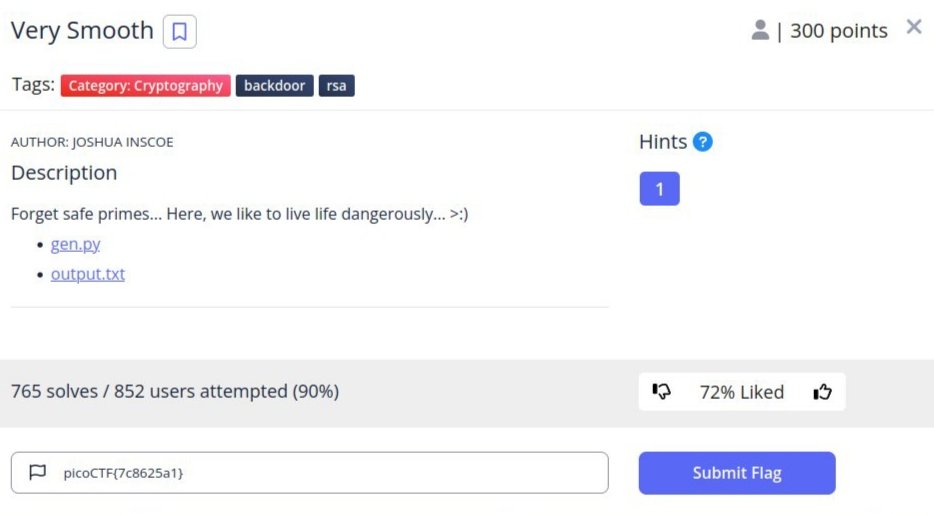 Very Smooth
| 300 points
Tags: Category: Cryptography backdoor rsa
AUTHOR: JOSHUA INSCOE
Hints ?
Description
1
Forget safe primes... Here, we like to live life dangerously... >:)
• gen.py
• output.txt
765 solves / 852 users attempted (90%)
72% Liked
picoCTF{7c8625a1}
Submit Flag